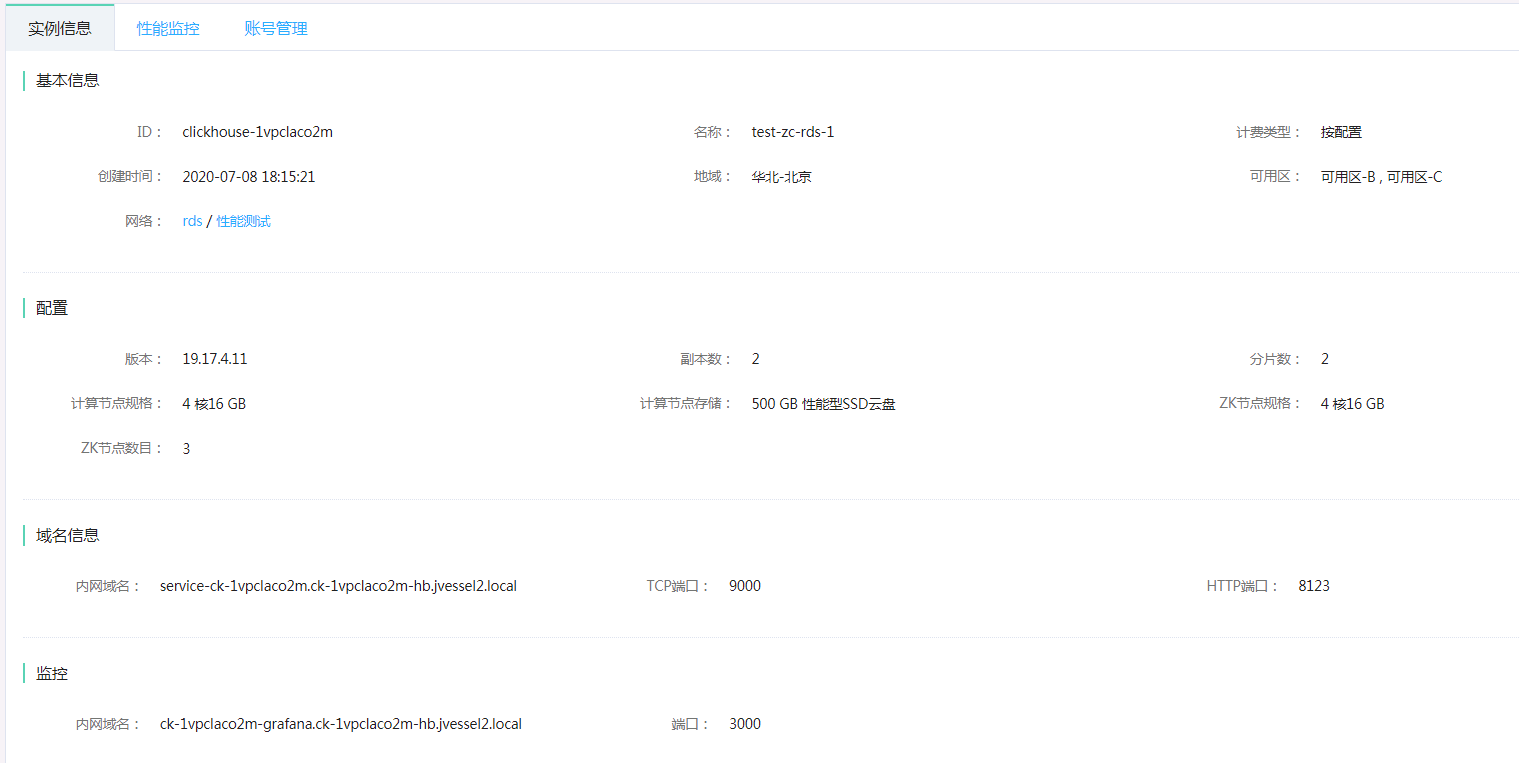 实例信息 性能监控 账号管理
基本信息
ID： clickhouse-1vpclaco2m 名称： test-zc-rds-1 计费类型： 按配置
创建时间： 2020-07-08 18:15:21 地域： 华北-北京 可用区： 可用区-B , 可用区-C
网络： rds / 性能测试
配置
版本： 19.17.4.11 副本数： 2 分片数： 2
计算节点规格： 4 核16 GB 计算节点存储： 500 GB 性能型SSD云盘 ZK节点规格： 4 核16 GB
ZK节点数目： 3
域名信息
内网域名： service-ck-1vpclaco2m.ck-1vpclaco2m-hb.jvessel2.local TCP端口： 9000 HTTP端口： 8123
监控
内网域名： ck-1vpclaco2m-grafana.ck-1vpclaco2m-hb.jvessel2.local 端口： 3000